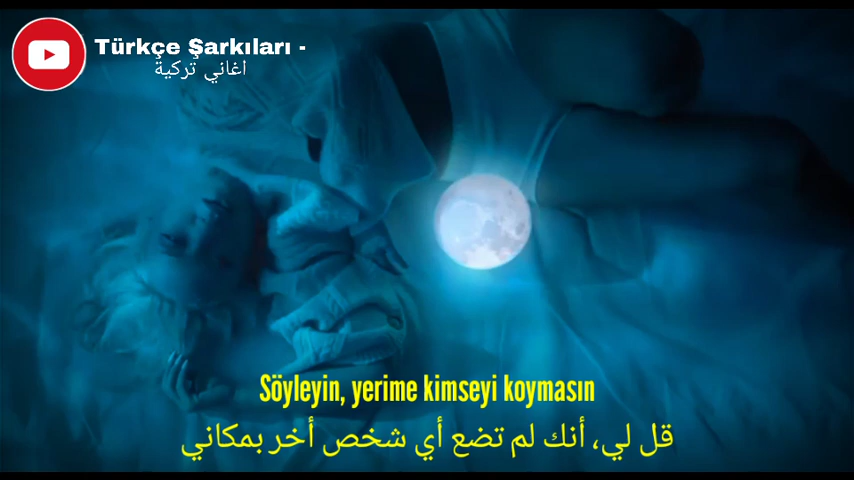 Türkçe Şarkıları -
اغاني تركية
Söyleyin, yerime kimseyi koymasın
قل لي، أنك لم تضع أي شخص أخر بمكاني